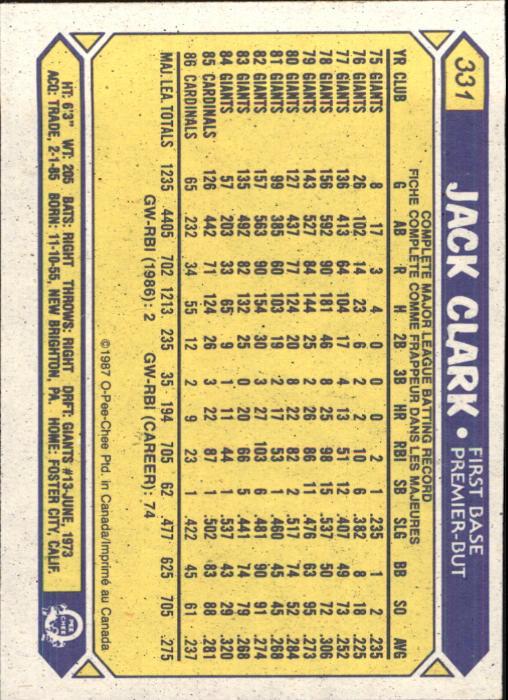 331
JACK CLARK • FIRST BASE
PREMIER-BUT
COMPLETE MAJOR LEAGUE BATTING RECORD
FICHE COMPLÈTE COMME FRAPPEUR DANS LES MAJEURES
YR CLUB G AB R H 2B 3B HR RBI SB SLG BB SO AVG
75 GIANTS 8 17 3 4 0 0 0 2 1 .235 1 2 .235
76 GIANTS 26 102 14 23 6 2 2 10 6 .382 8 18 .225
77 GIANTS 136 413 64 104 17 4 13 51 12 .407 49 73 .252
78 GIANTS 156 592 90 181 46 8 25 98 15 .537 50 72 .306
79 GIANTS 143 527 84 144 25 2 26 86 11 .476 63 95 .273
80 GIANTS 127 437 77 124 20 8 22 82 2 .517 74 52 .284
81 GIANTS 99 385 60 103 19 2 17 53 1 .460 45 45 .268
82 GIANTS 157 563 90 154 30 3 27 103 6 .481 90 91 .274
83 GIANTS 135 492 82 132 25 0 20 66 5 .441 74 79 .268
84 GIANTS 57 203 33 65 9 1 11 44 1 .537 43 29 .320
85 CARDINALS 126 442 71 124 26 3 22 87 1 .502 83 88 .281
86 CARDINALS 65 232 34 55 12 2 9 23 1 .422 45 61 .237
MAJ. LEA. TOTALS 1235 4405 702 1213 235 35 194 705 62 .477 625 705 .275
GW-RBI (1986): 2 GW-RBI (CAREER): 74
©1987 O-Pee-Chee Ptd. in Canada/Imprimé au Canada
HT: 6'3" WT: 205 BATS: RIGHT THROWS: RIGHT DRFT: GIANTS #13-JUNE, 1973
ACQ: TRADE, 2-1-85 BORN: 11-10-55, NEW BRIGHTON, PA. HOME: FOSTER CITY, CALIF.
O PEE CHEE